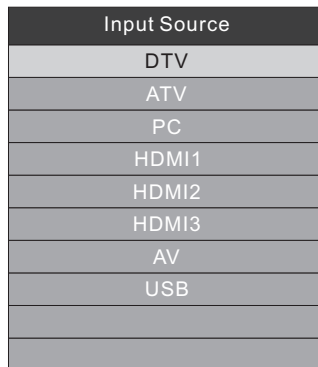 Input Source
DTV
ATV
PC
HDMI1
HDMI2
HDMI3
AV
USB